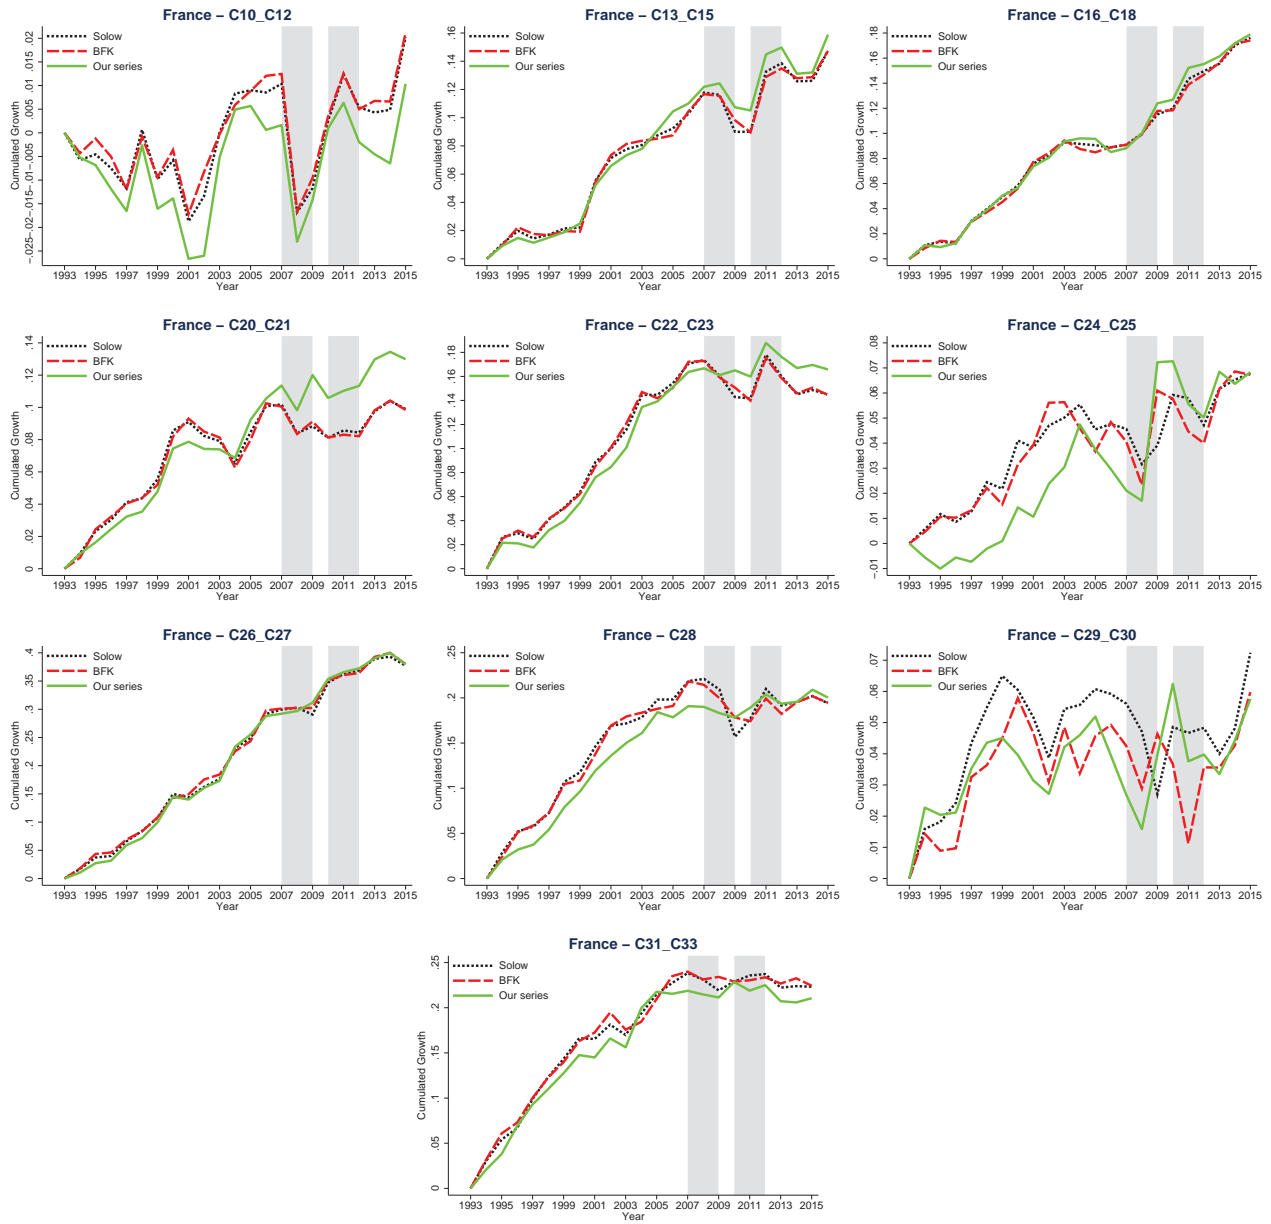 France – C10_C12
Solow
BFK
Our series
Cumulated Growth
-.025-.02-.015-.01-.005 0 .005 .01 .015 .02
1993 1995 1997 1999 2001 2003 2005 2007 2009 2011 2013 2015
Year
France – C13_C15
Solow
BFK
Our series
Cumulated Growth
0 .02 .04 .06 .08 .1 .12 .14 .16
1993 1995 1997 1999 2001 2003 2005 2007 2009 2011 2013 2015
Year
France – C16_C18
Solow
BFK
Our series
Cumulated Growth
0 .02 .04 .06 .08 .1 .12 .14 .16 .18
1993 1995 1997 1999 2001 2003 2005 2007 2009 2011 2013 2015
Year
France – C20_C21
Solow
BFK
Our series
Cumulated Growth
0 .02 .04 .06 .08 .1 .12 .14
1993 1995 1997 1999 2001 2003 2005 2007 2009 2011 2013 2015
Year
France – C22_C23
Solow
BFK
Our series
Cumulated Growth
0 .02 .04 .06 .08 .1 .12 .14 .16 .18
1993 1995 1997 1999 2001 2003 2005 2007 2009 2011 2013 2015
Year
France – C24_C25
Solow
BFK
Our series
Cumulated Growth
-.01 0 .01 .02 .03 .04 .05 .06 .07 .08
1993 1995 1997 1999 2001 2003 2005 2007 2009 2011 2013 2015
Year
France – C26_C27
Solow
BFK
Our series
Cumulated Growth
0 .05 .1 .15 .2 .25 .3 .35 .4
1993 1995 1997 1999 2001 2003 2005 2007 2009 2011 2013 2015
Year
France – C28
Solow
BFK
Our series
Cumulated Growth
0 .05 .1 .15 .2 .25
1993 1995 1997 1999 2001 2003 2005 2007 2009 2011 2013 2015
Year
France – C29_C30
Solow
BFK
Our series
Cumulated Growth
0 .01 .02 .03 .04 .05 .06 .07
1993 1995 1997 1999 2001 2003 2005 2007 2009 2011 2013 2015
Year
France – C31_C33
Solow
BFK
Our series
Cumulated Growth
0 .05 .1 .15 .2 .25
1993 1995 1997 1999 2001 2003 2005 2007 2009 2011 2013 2015
Year